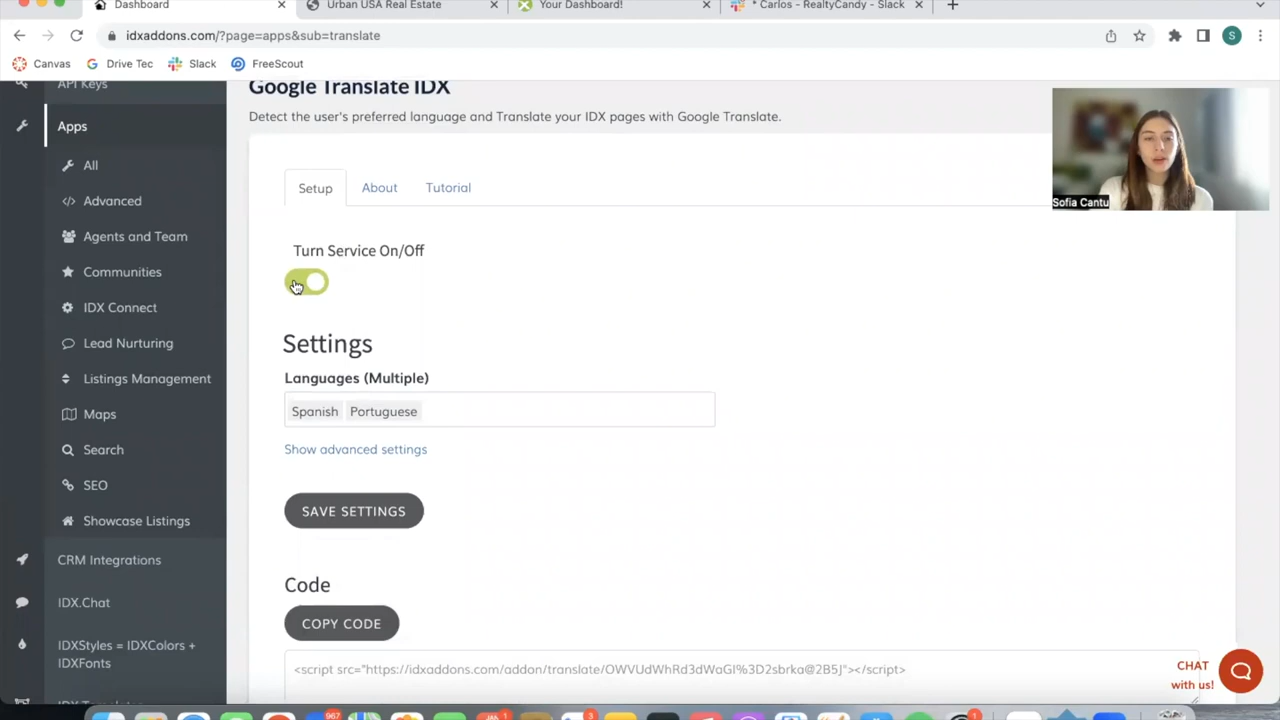 Dashboard
Urban USA Real Estate
Your Dashboard!
* Carlos - RealtyCandy - Slack
idxaddons.com/?page=apps&sub=translate
S
Canvas
Drive Tec
Slack
FreeScout
API Keys
Apps
All
Advanced
Agents and Team
Communities
IDX Connect
Lead Nurturing
Listings Management
Maps
Search
SEO
Showcase Listings
CRM Integrations
IDX.Chat
IDXStyles = IDXColors +
IDXFonts
Google Translate IDX
Detect the user's preferred language and Translate your IDX pages with Google Translate.
Sofia Cantu
Setup
About
Tutorial
Turn Service On/Off
Settings
Languages (Multiple)
Spanish
Portuguese
Show advanced settings
SAVE SETTINGS
Code
COPY CODE
<script src="https://idxaddons.com/addon/translate/OWVUdWhRd3dWaGI%3D2sbrka@2B5J"></script>
CHAT
with us!
967